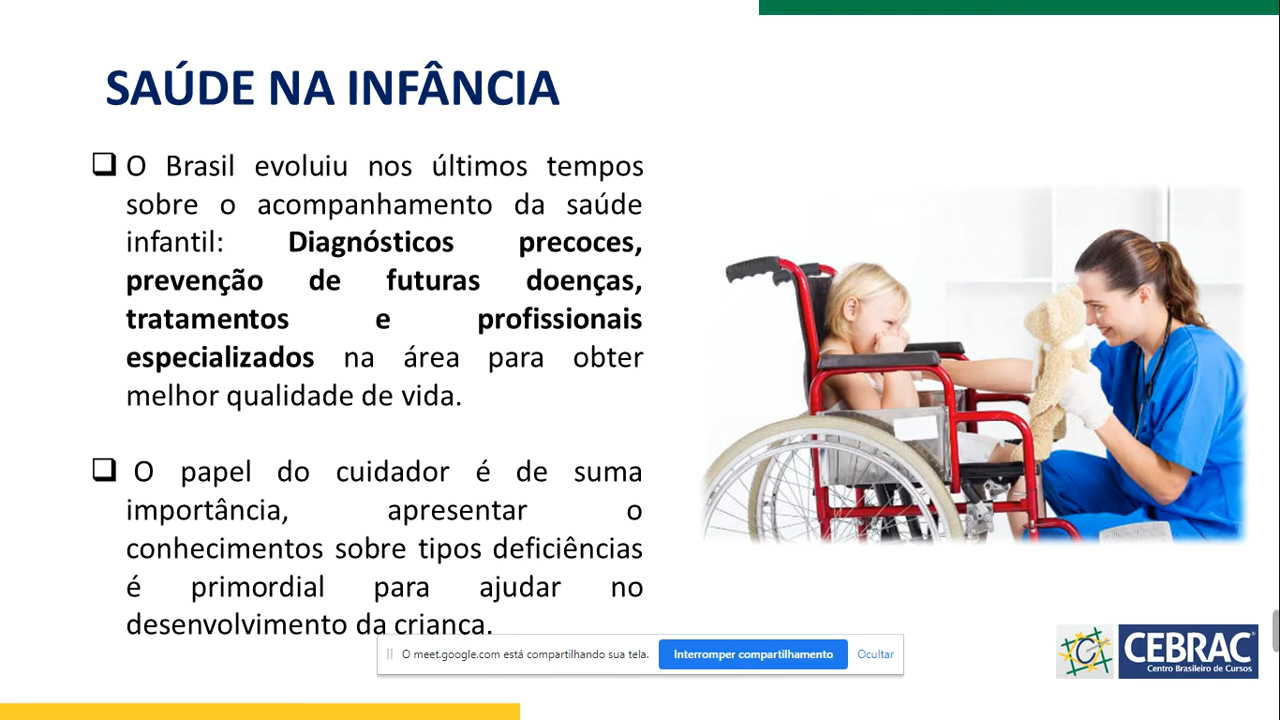 SAÚDE NA INFÂNCIA
O Brasil evoluiu nos últimos tempos
sobre o acompanhamento da saúde
infantil: Diagnósticos precoces,
prevenção de futuras doenças,
tratamentos e profissionais
especializados na área para obter
melhor qualidade de vida.
O papel do cuidador é de suma
importância, apresentar o
conhecimentos sobre tipos deficiências
é primordial para ajudar no
desenvolvimento da criança.
O meet.google.com está compartilhando sua tela.
Interromper compartilhamento
Ocultar
CEBRAC
Centro Brasileiro de Cursos